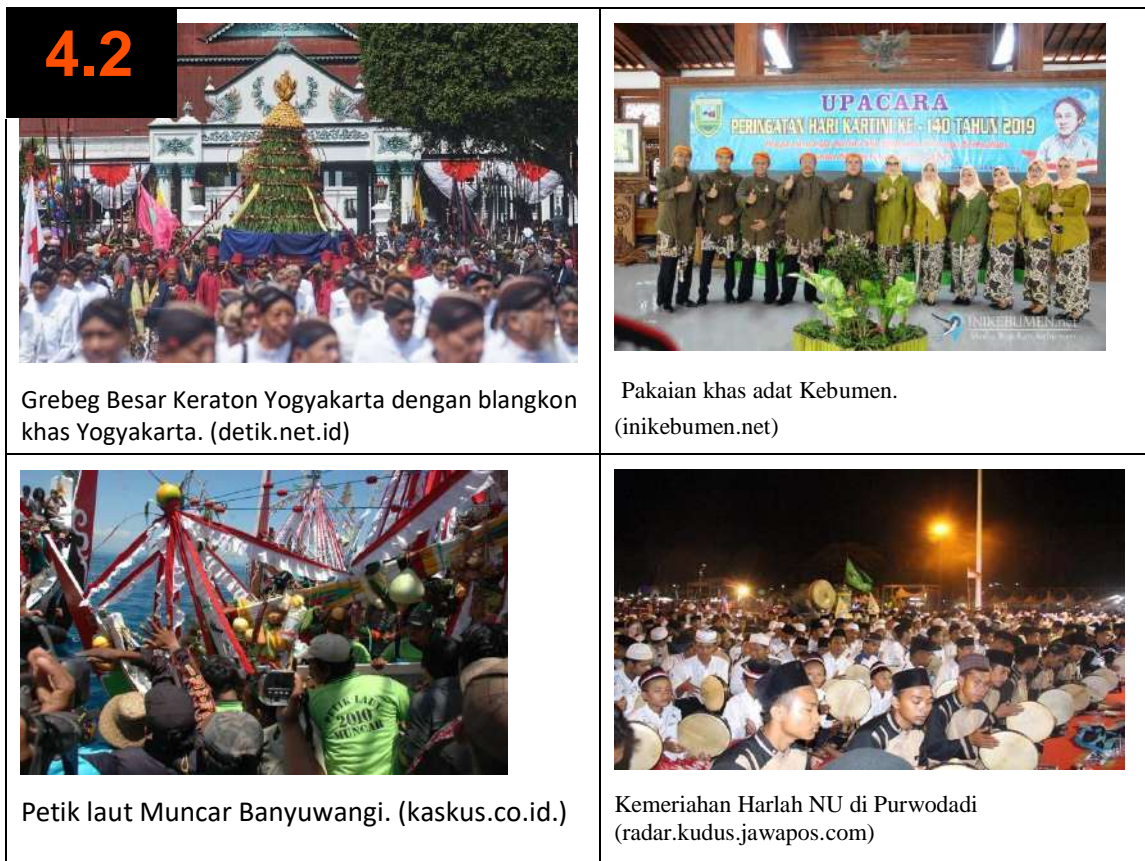 4.2
UPACARA
PERINGATAN HARI KARTINI KE - 140 TAHUN 2019
INIKEBUMEN.net
Grebeg Besar Keraton Yogyakarta dengan blangkon
khas Yogyakarta. (detik.net.id)
Pakaian khas adat Kebumen.
(inikebumen.net)
PETIK LAUT
2010
MUNCAR
Petik laut Muncar Banyuwangi. (kaskus.co.id.)
Kemeriahan Harlah NU di Purwodadi
(radar.kudus.jawapos.com)